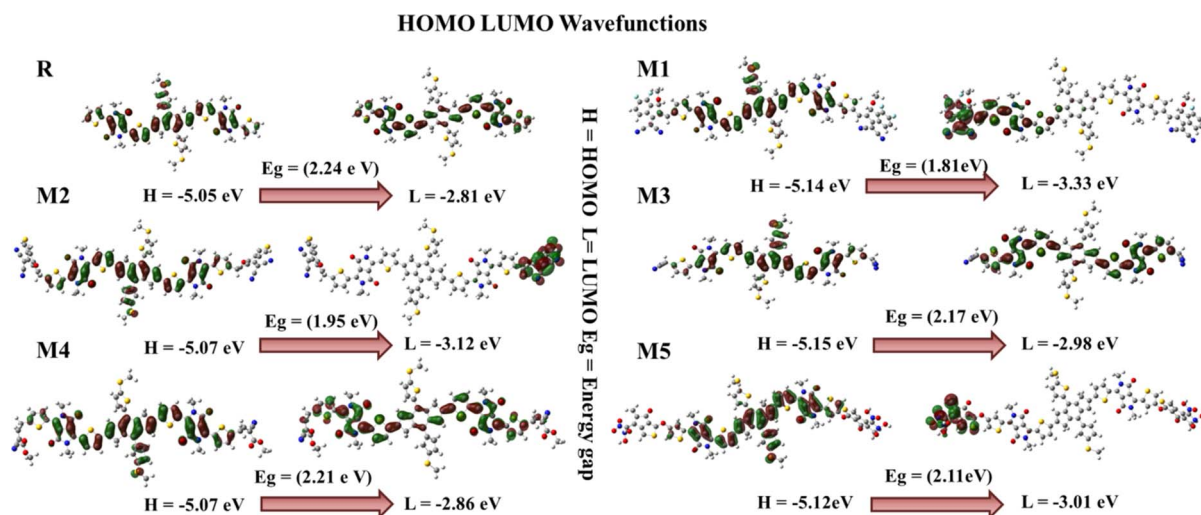 HOMO LUMO Wavefunctions
R
Eg = (2.24 e V)
H = -5.05 eV
L = -2.81 eV
M2
Eg = (1.95 eV)
H = -5.07 eV
L = -3.12 eV
M4
Eg = (2.21 e V)
H = -5.07 eV
L = -2.86 eV
H = HOMO L= LUMO Eg = Energy gap
M1
Eg = (1.81eV)
H = -5.14 eV
L = -3.33 eV
M3
Eg = (2.17 eV)
H = -5.15 eV
L = -2.98 eV
M5
Eg = (2.11eV)
H = -5.12eV
L = -3.01 eV